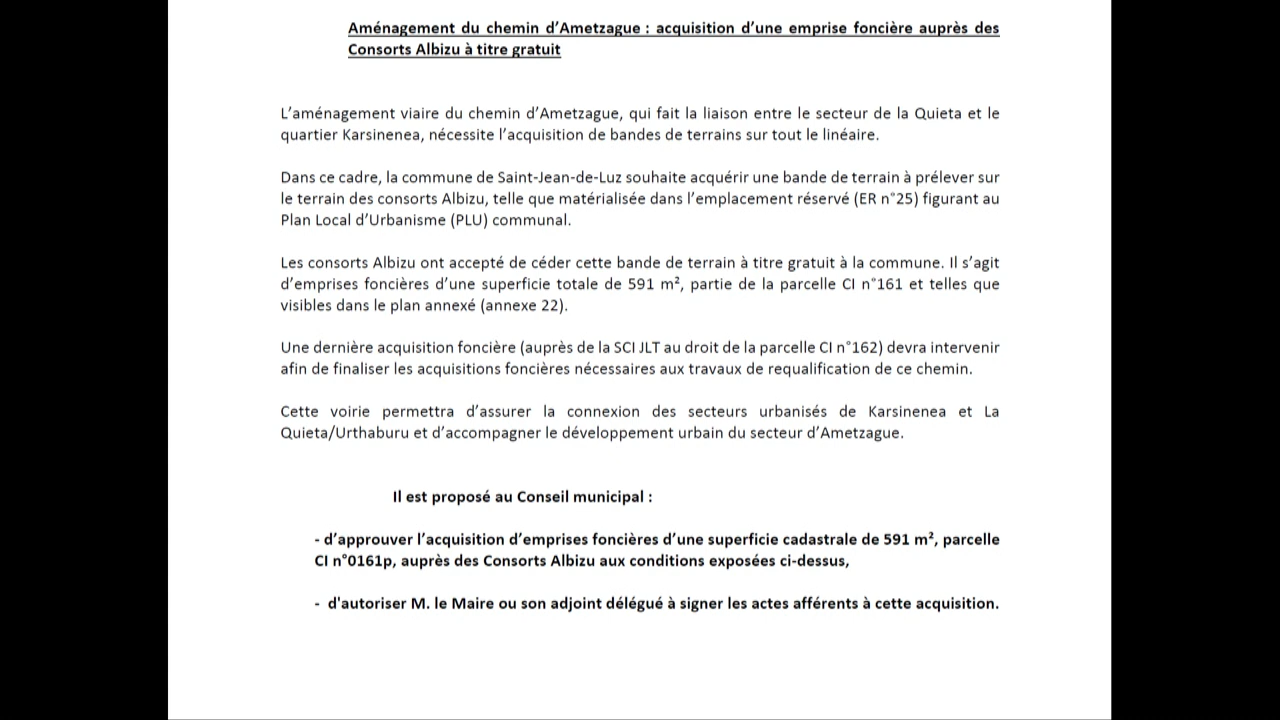 Aménagement du chemin d’Ametzague : acquisition d’une emprise foncière auprès des
Consorts Albizu à titre gratuit
L’aménagement viaire du chemin d’Ametzague, qui fait la liaison entre le secteur de la Quieta et le
quartier Karsinenea, nécessite l’acquisition de bandes de terrains sur tout le linéaire.
Dans ce cadre, la commune de Saint-Jean-de-Luz souhaite acquérir une bande de terrain à prélever sur
le terrain des consorts Albizu, telle que matérialisée dans l’emplacement réservé (ER n°25) figurant au
Plan Local d’Urbanisme (PLU) communal.
Les consorts Albizu ont accepté de céder cette bande de terrain à titre gratuit à la commune. Il s’agit
d’emprises foncières d’une superficie totale de 591 m², partie de la parcelle CI n°161 et telles que
visibles dans le plan annexé (annexe 22).
Une dernière acquisition foncière (auprès de la SCI JLT au droit de la parcelle CI n°162) devra intervenir
afin de finaliser les acquisitions foncières nécessaires aux travaux de requalification de ce chemin.
Cette voirie permettra d’assurer la connexion des secteurs urbanisés de Karsinenea et La
Quieta/Urthaburu et d’accompagner le développement urbain du secteur d’Ametzague.
Il est proposé au Conseil municipal :
- d’approuver l’acquisition d’emprises foncières d’une superficie cadastrale de 591 m², parcelle
CI n°0161p, auprès des Consorts Albizu aux conditions exposées ci-dessus,
- d'autoriser M. le Maire ou son adjoint délégué à signer les actes afférents à cette acquisition.